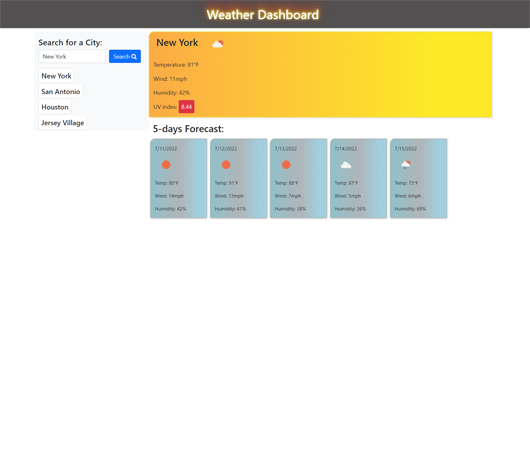 Weather Dashboard
Search for a City:
New York
Search
New York
San Antonio
Houston
Jersey Village
New York
Temperature: 81°F
Wind: 11mph
Humidity: 42%
UV index: 8.44
5-days Forecast:
7/11/2022
Temp: 80°F
Wind: 14mph
Humidity: 42%
7/12/2022
Temp: 91°F
Wind: 13mph
Humidity: 41%
7/13/2022
Temp: 88°F
Wind: 7mph
Humidity: 38%
7/14/2022
Temp: 87°F
Wind: 5mph
Humidity: 36%
7/15/2022
Temp: 75°F
Wind: 6mph
Humidity: 69%